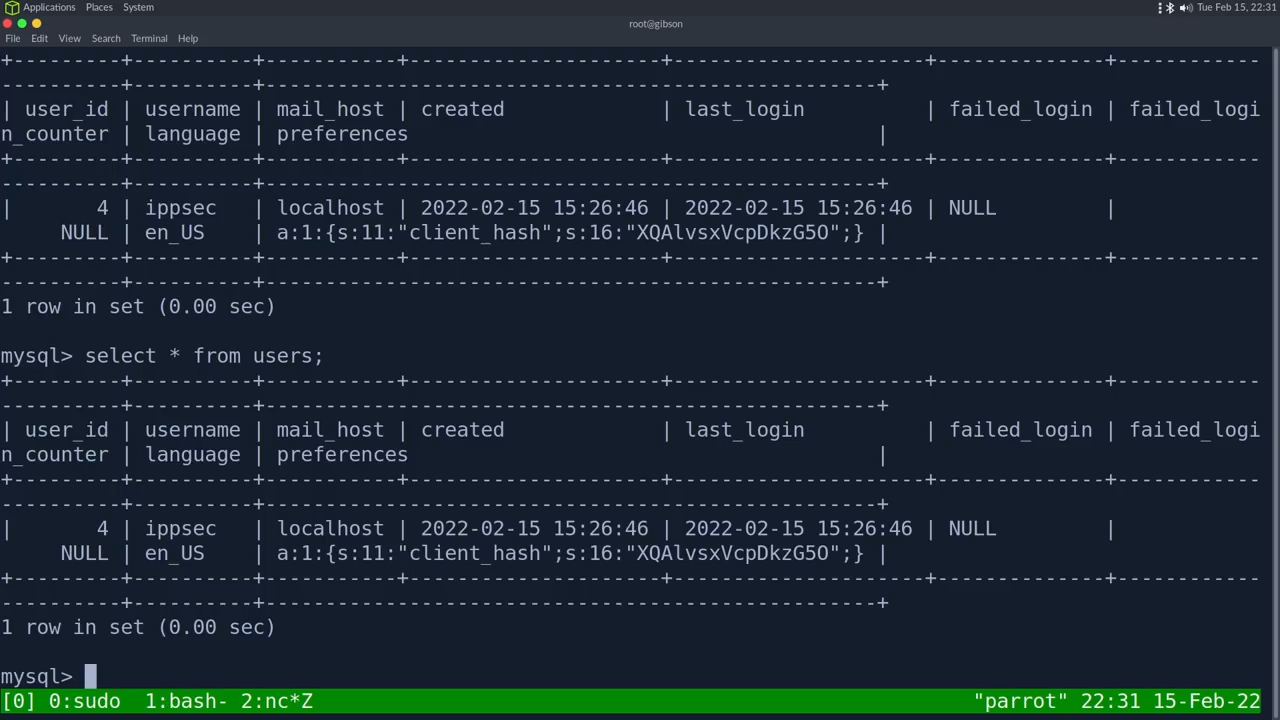 Applications Places System Tue Feb 15, 22:31
root@gibson
File Edit View Search Terminal Help
+---------+----------+-----------+---------------------+---------------------+--------------+------------
----------+----------+---------------------------------------------------+
| user_id | username | mail_host | created             | last_login          | failed_login | failed_logi
n_counter | language | preferences                                       |
+---------+----------+-----------+---------------------+---------------------+--------------+------------
----------+----------+---------------------------------------------------+
|       4 | ippsec   | localhost | 2022-02-15 15:26:46 | 2022-02-15 15:26:46 | NULL         |
     NULL | en_US    | a:1:{s:11:"client_hash";s:16:"XQAlvsxVcpDkzG5O";} |
+---------+----------+-----------+---------------------+---------------------+--------------+------------
----------+----------+---------------------------------------------------+
1 row in set (0.00 sec)
mysql> select * from users;
+---------+----------+-----------+---------------------+---------------------+--------------+------------
----------+----------+---------------------------------------------------+
| user_id | username | mail_host | created             | last_login          | failed_login | failed_logi
n_counter | language | preferences                                       |
+---------+----------+-----------+---------------------+---------------------+--------------+------------
----------+----------+---------------------------------------------------+
|       4 | ippsec   | localhost | 2022-02-15 15:26:46 | 2022-02-15 15:26:46 | NULL         |
     NULL | en_US    | a:1:{s:11:"client_hash";s:16:"XQAlvsxVcpDkzG5O";} |
+---------+----------+-----------+---------------------+---------------------+--------------+------------
----------+----------+---------------------------------------------------+
1 row in set (0.00 sec)
mysql>
[0] 0:sudo  1:bash- 2:nc*Z "parrot" 22:31 15-Feb-22